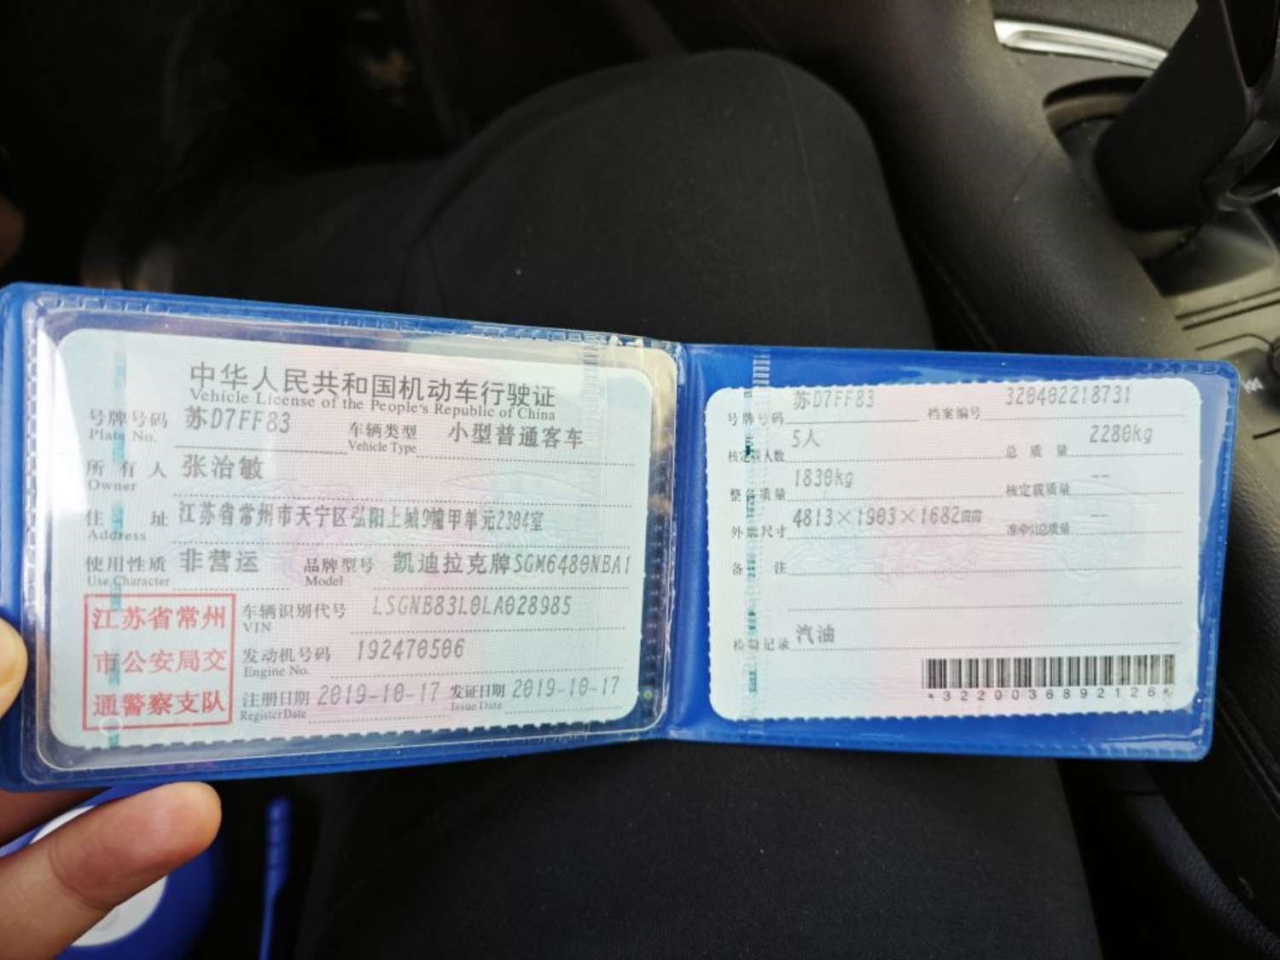 中华人民共和国机动车行驶证
Vehicle License of the People's Republic of China
号牌号码 苏D7FF83 车辆类型 小型普通客车
Plate No. Vehicle Type
所有人 张治敏
Owner
住址 江苏省常州市天宁区弘阳上城9幢甲单元2304室
Address
使用性质 非营运 品牌型号 凯迪拉克牌SGM6480NBA1
Use Character Model
江苏省常州
市公安局交
通警察支队
车辆识别代号 LSGNB83L0LA028985
VIN
发动机号码 192470506
Engine No.
注册日期 2019-10-17 发证日期 2019-10-17
Register Date Issue Date
号牌号码 苏D7FF83 档案编号 320402218731
核定载人数 5人 总质量 2280kg
整备质量 1830kg 核定载质量 --
外廓尺寸 4813×1903×1682mm 准牵引总质量 --
备注
检验记录 汽油
*3220036892126*